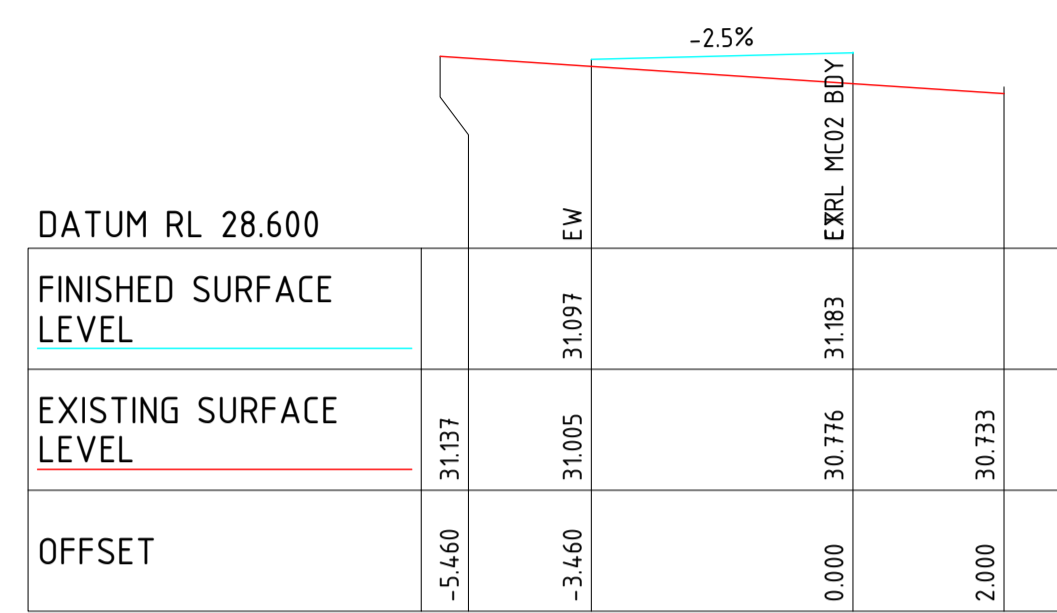 -2.5%
EXRL MC02 BDY
EW
DATUM RL 28.600
FINISHED SURFACE
LEVEL
31.097
31.183
EXISTING SURFACE
LEVEL
31.137
31.005
30.776
30.733
OFFSET
-5.460
-3.460
0.000
2.000